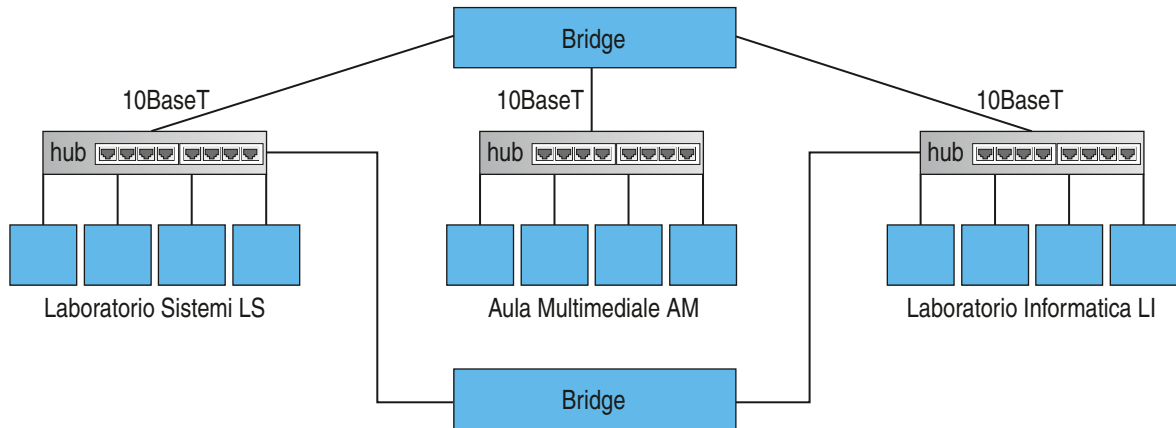 Bridge
10BaseT
10BaseT
10BaseT
hub
hub
hub
Laboratorio Sistemi LS
Aula Multimediale AM
Laboratorio Informatica LI
Bridge